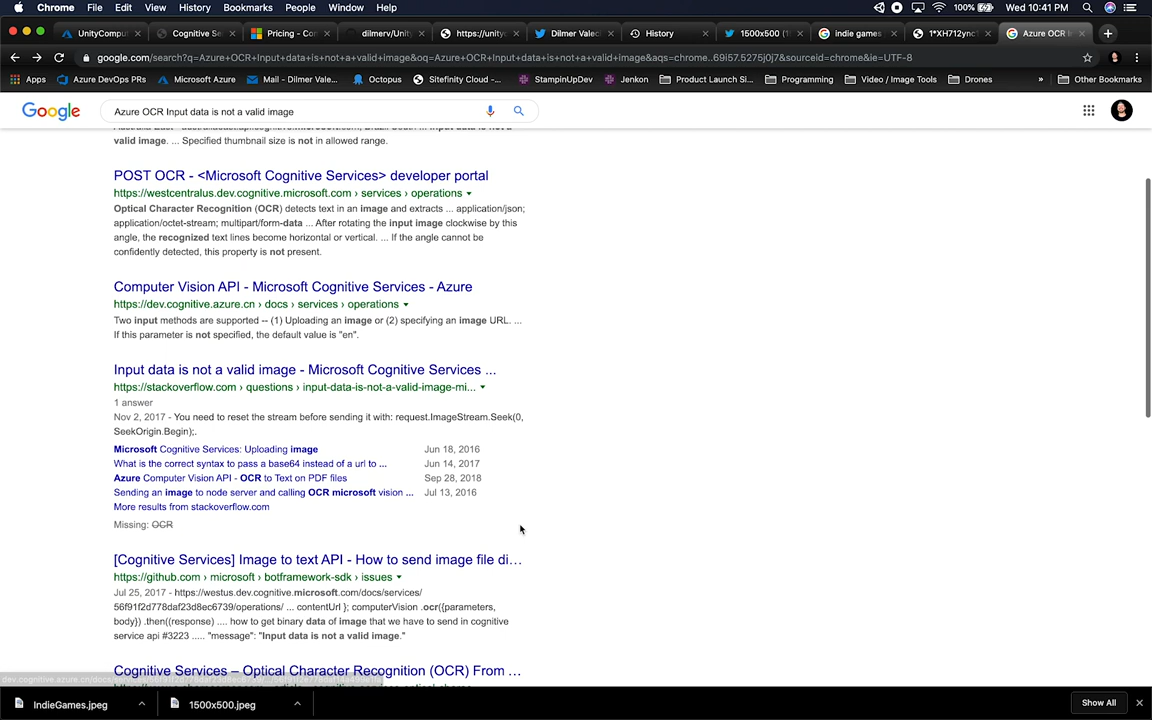 Chrome File Edit View History Bookmarks People Window Help 100% Wed 10:41 PM
UnityCompu Cognitive Se Pricing - Con dilmerv/Unity https://unity Dilmer Valec History 1500x500 (1 indie games 1*XH712ync1 Azure OCR I
google.com/search?q=Azure+OCR+Input+data+is+not+a+valid+image&oq=Azure+OCR+Input+data+is+not+a+valid+image&aqs=chrome..69i57.5275j0j7&sourceid=chrome&ie=UTF-8
Apps Azure DevOps PRs Microsoft Azure Mail - Dilmer Vale... Octopus Sitefinity Cloud -... StampinUpDev Jenkon Product Launch Si... Programming Video / Image Tools Drones » Other Bookmarks
Google Azure OCR Input data is not a valid image
valid image. ... Specified thumbnail size is not in allowed range.
POST OCR - <Microsoft Cognitive Services> developer portal
https://westcentralus.dev.cognitive.microsoft.com › services › operations
Optical Character Recognition (OCR) detects text in an image and extracts ... application/json;
application/octet-stream; multipart/form-data ... After rotating the input image clockwise by this
angle, the recognized text lines become horizontal or vertical. ... If the angle cannot be
confidently detected, this property is not present.
Computer Vision API - Microsoft Cognitive Services - Azure
https://dev.cognitive.azure.cn › docs › services › operations
Two input methods are supported -- (1) Uploading an image or (2) specifying an image URL. ...
If this parameter is not specified, the default value is "en".
Input data is not a valid image - Microsoft Cognitive Services ...
https://stackoverflow.com › questions › input-data-is-not-a-valid-image-mi...
1 answer
Nov 2, 2017 - You need to reset the stream before sending it with: request.ImageStream.Seek(0,
SeekOrigin.Begin);.
Microsoft Cognitive Services: Uploading image Jun 18, 2016
What is the correct syntax to pass a base64 instead of a url to ... Jun 14, 2017
Azure Computer Vision API - OCR to Text on PDF files Sep 28, 2018
Sending an image to node server and calling OCR microsoft vision ... Jul 13, 2016
More results from stackoverflow.com
Missing: OCR
[Cognitive Services] Image to text API - How to send image file di...
https://github.com › microsoft › botframework-sdk › issues
Jul 25, 2017 - https://westus.dev.cognitive.microsoft.com/docs/services/
56f91f2d778daf23d8ec6739/operations/ ... contentUrl }; computerVision .ocr({parameters,
body}) .then((response) .... how to get binary data of image that we have to send in cognitive
service api #3223 ..... "message": "Input data is not a valid image."
Cognitive Services – Optical Character Recognition (OCR) From ...
IndieGames.jpeg 1500x500.jpeg Show All